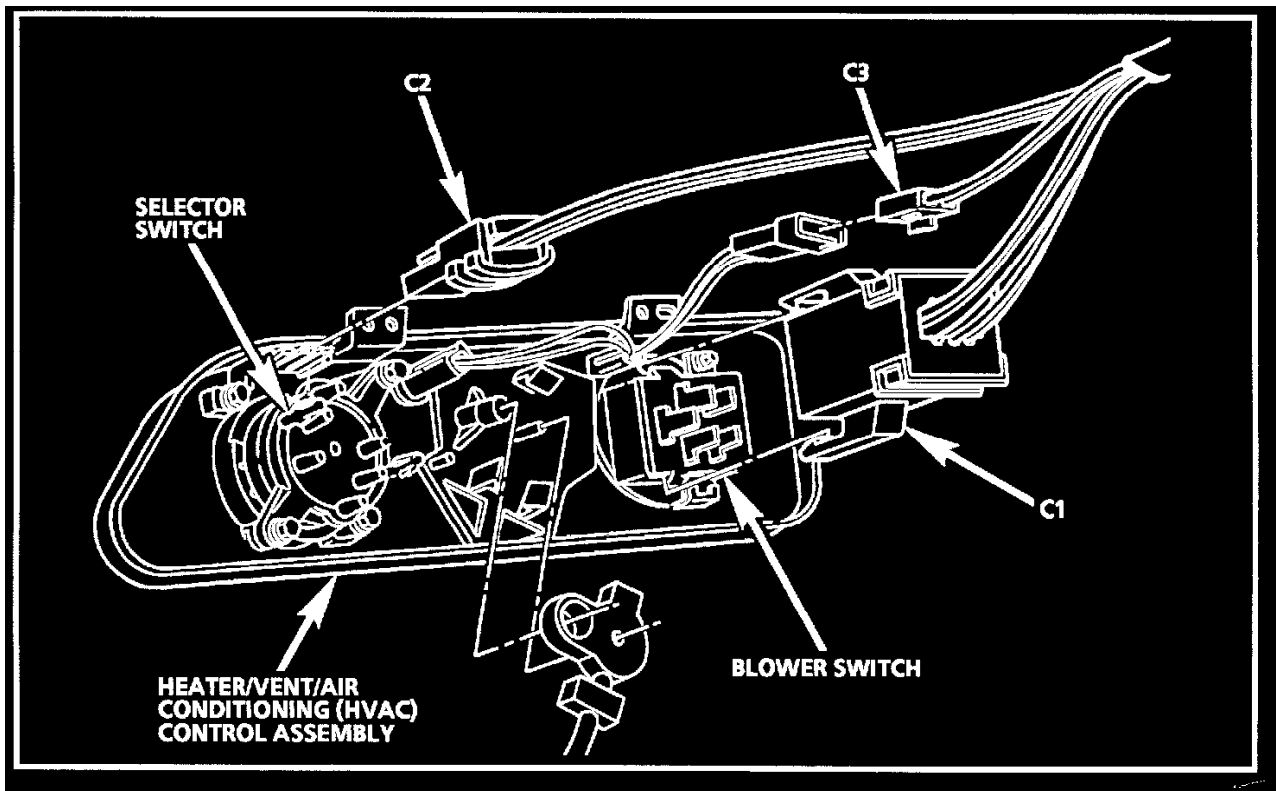 C2
C3
SELECTOR
SWITCH
C1
BLOWER SWITCH
HEATER/VENT/AIR
CONDITIONING (HVAC)
CONTROL ASSEMBLY